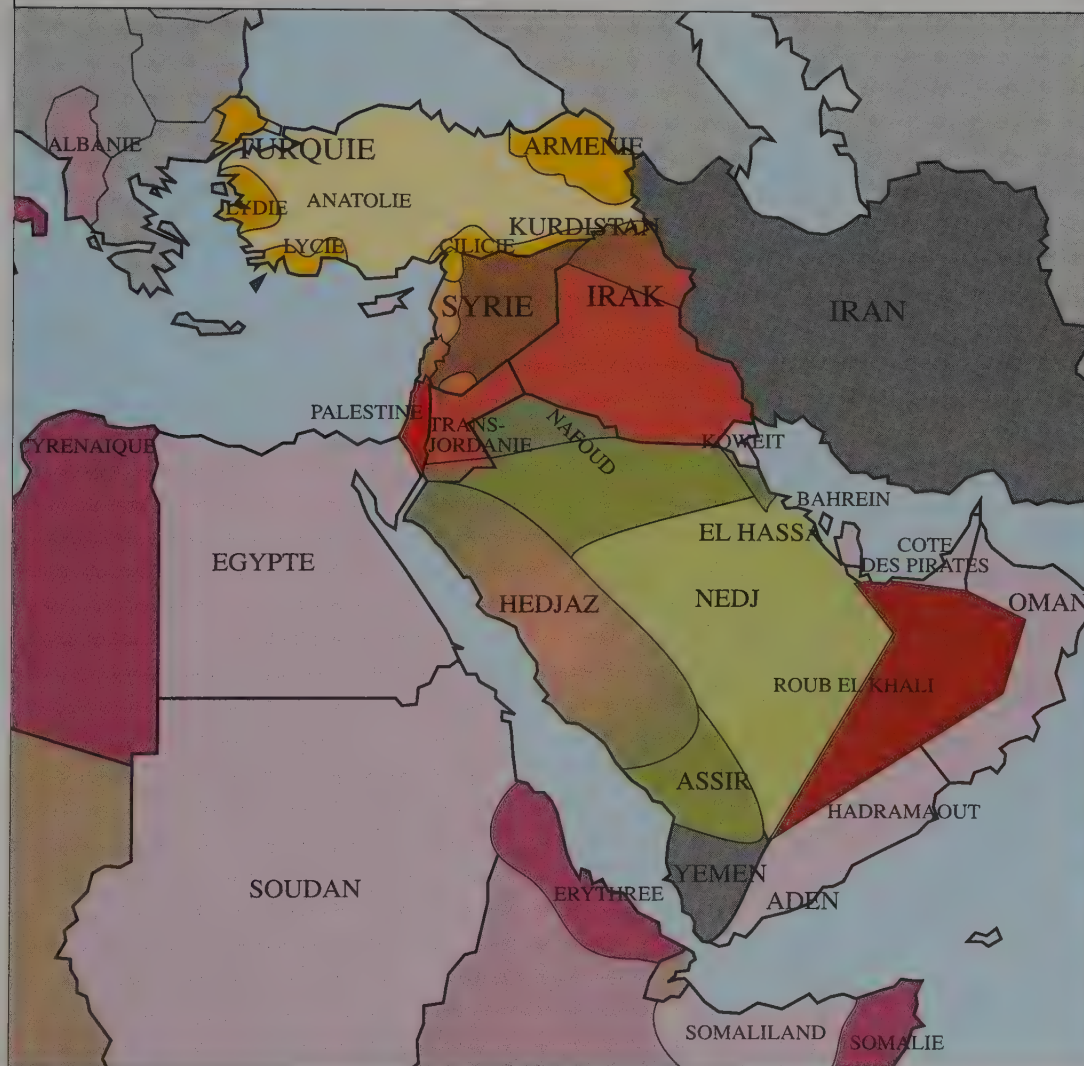 ALBANIE
TURQUIE
ARMENIE
LYDIE
ANATOLIE
KURDISTAN
LYCIE
CILICIE
SYRIE
IRAK
IRAN
PALESTINE
TRANS-
JORDANIE
NAFOUD
KOWEIT
CYRENAIQUE
BAHREIN
EL HASSA
COTE
DES PIRATES
EGYPTE
HEDJAZ
NEDJ
OMAN
ROUB EL KHALI
ASSIR
HADRAMAOUT
YEMEN
SOUDAN
ERYTHREE
ADEN
SOMALILAND
SOMALIE